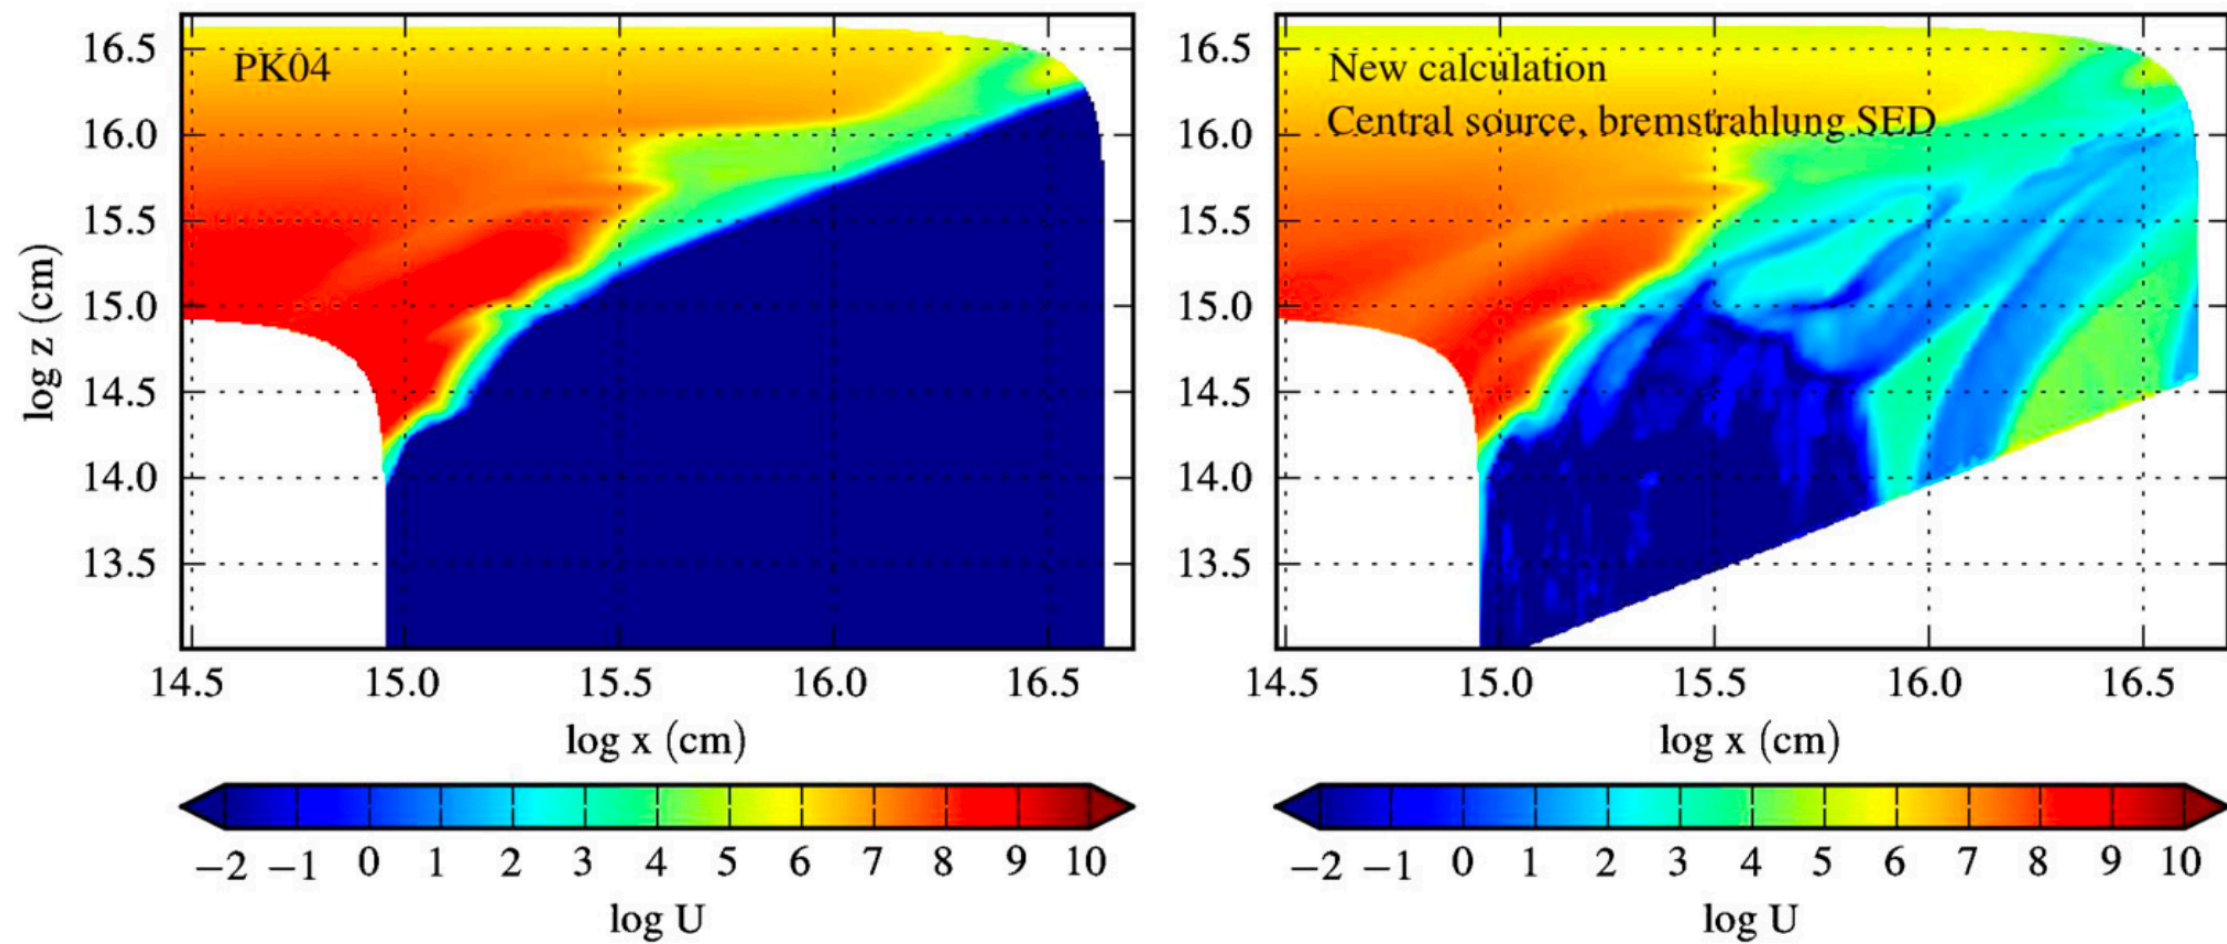 PK04
16.5
16.0
15.5
15.0
14.5
14.0
13.5
log z (cm)
14.5 15.0 15.5 16.0 16.5
log x (cm)
−2 −1 0 1 2 3 4 5 6 7 8 9 10
log U
New calculation
Central source, bremstrahlung SED
16.5
16.0
15.5
15.0
14.5
14.0
13.5
14.5 15.0 15.5 16.0 16.5
log x (cm)
−2 −1 0 1 2 3 4 5 6 7 8 9 10
log U